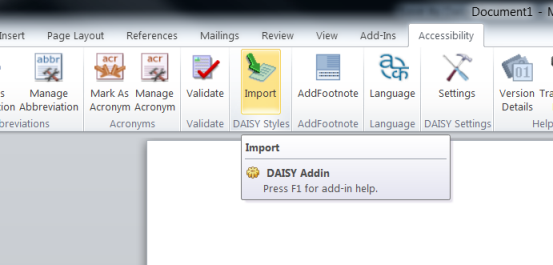 Document1 - M
Insert Page Layout References Mailings Review View Add-Ins Accessibility
abbr acr acr
Manage Mark As Manage Validate Import AddFootnote Language Settings Version Tra
tion Abbreviation Acronym Acronym Details
breviations Acronyms Validate DAISY Styles AddFootnote Language DAISY Settings Help
Import
DAISY Addin
Press F1 for add-in help.